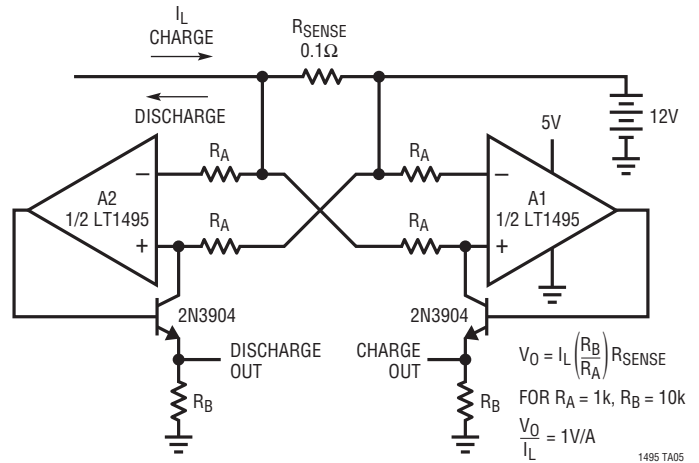 I_L
CHARGE
R_SENSE
0.1Ω
DISCHARGE
12V
R_A
R_A
5V
A2
1/2 LT1495
A1
1/2 LT1495
–
–
+
+
R_A
R_A
2N3904
2N3904
DISCHARGE
OUT
CHARGE
OUT
R_B
R_B
V_O = I_L (R_B/R_A) R_SENSE
FOR R_A = 1k, R_B = 10k
V_O/I_L = 1V/A
1495 TA05